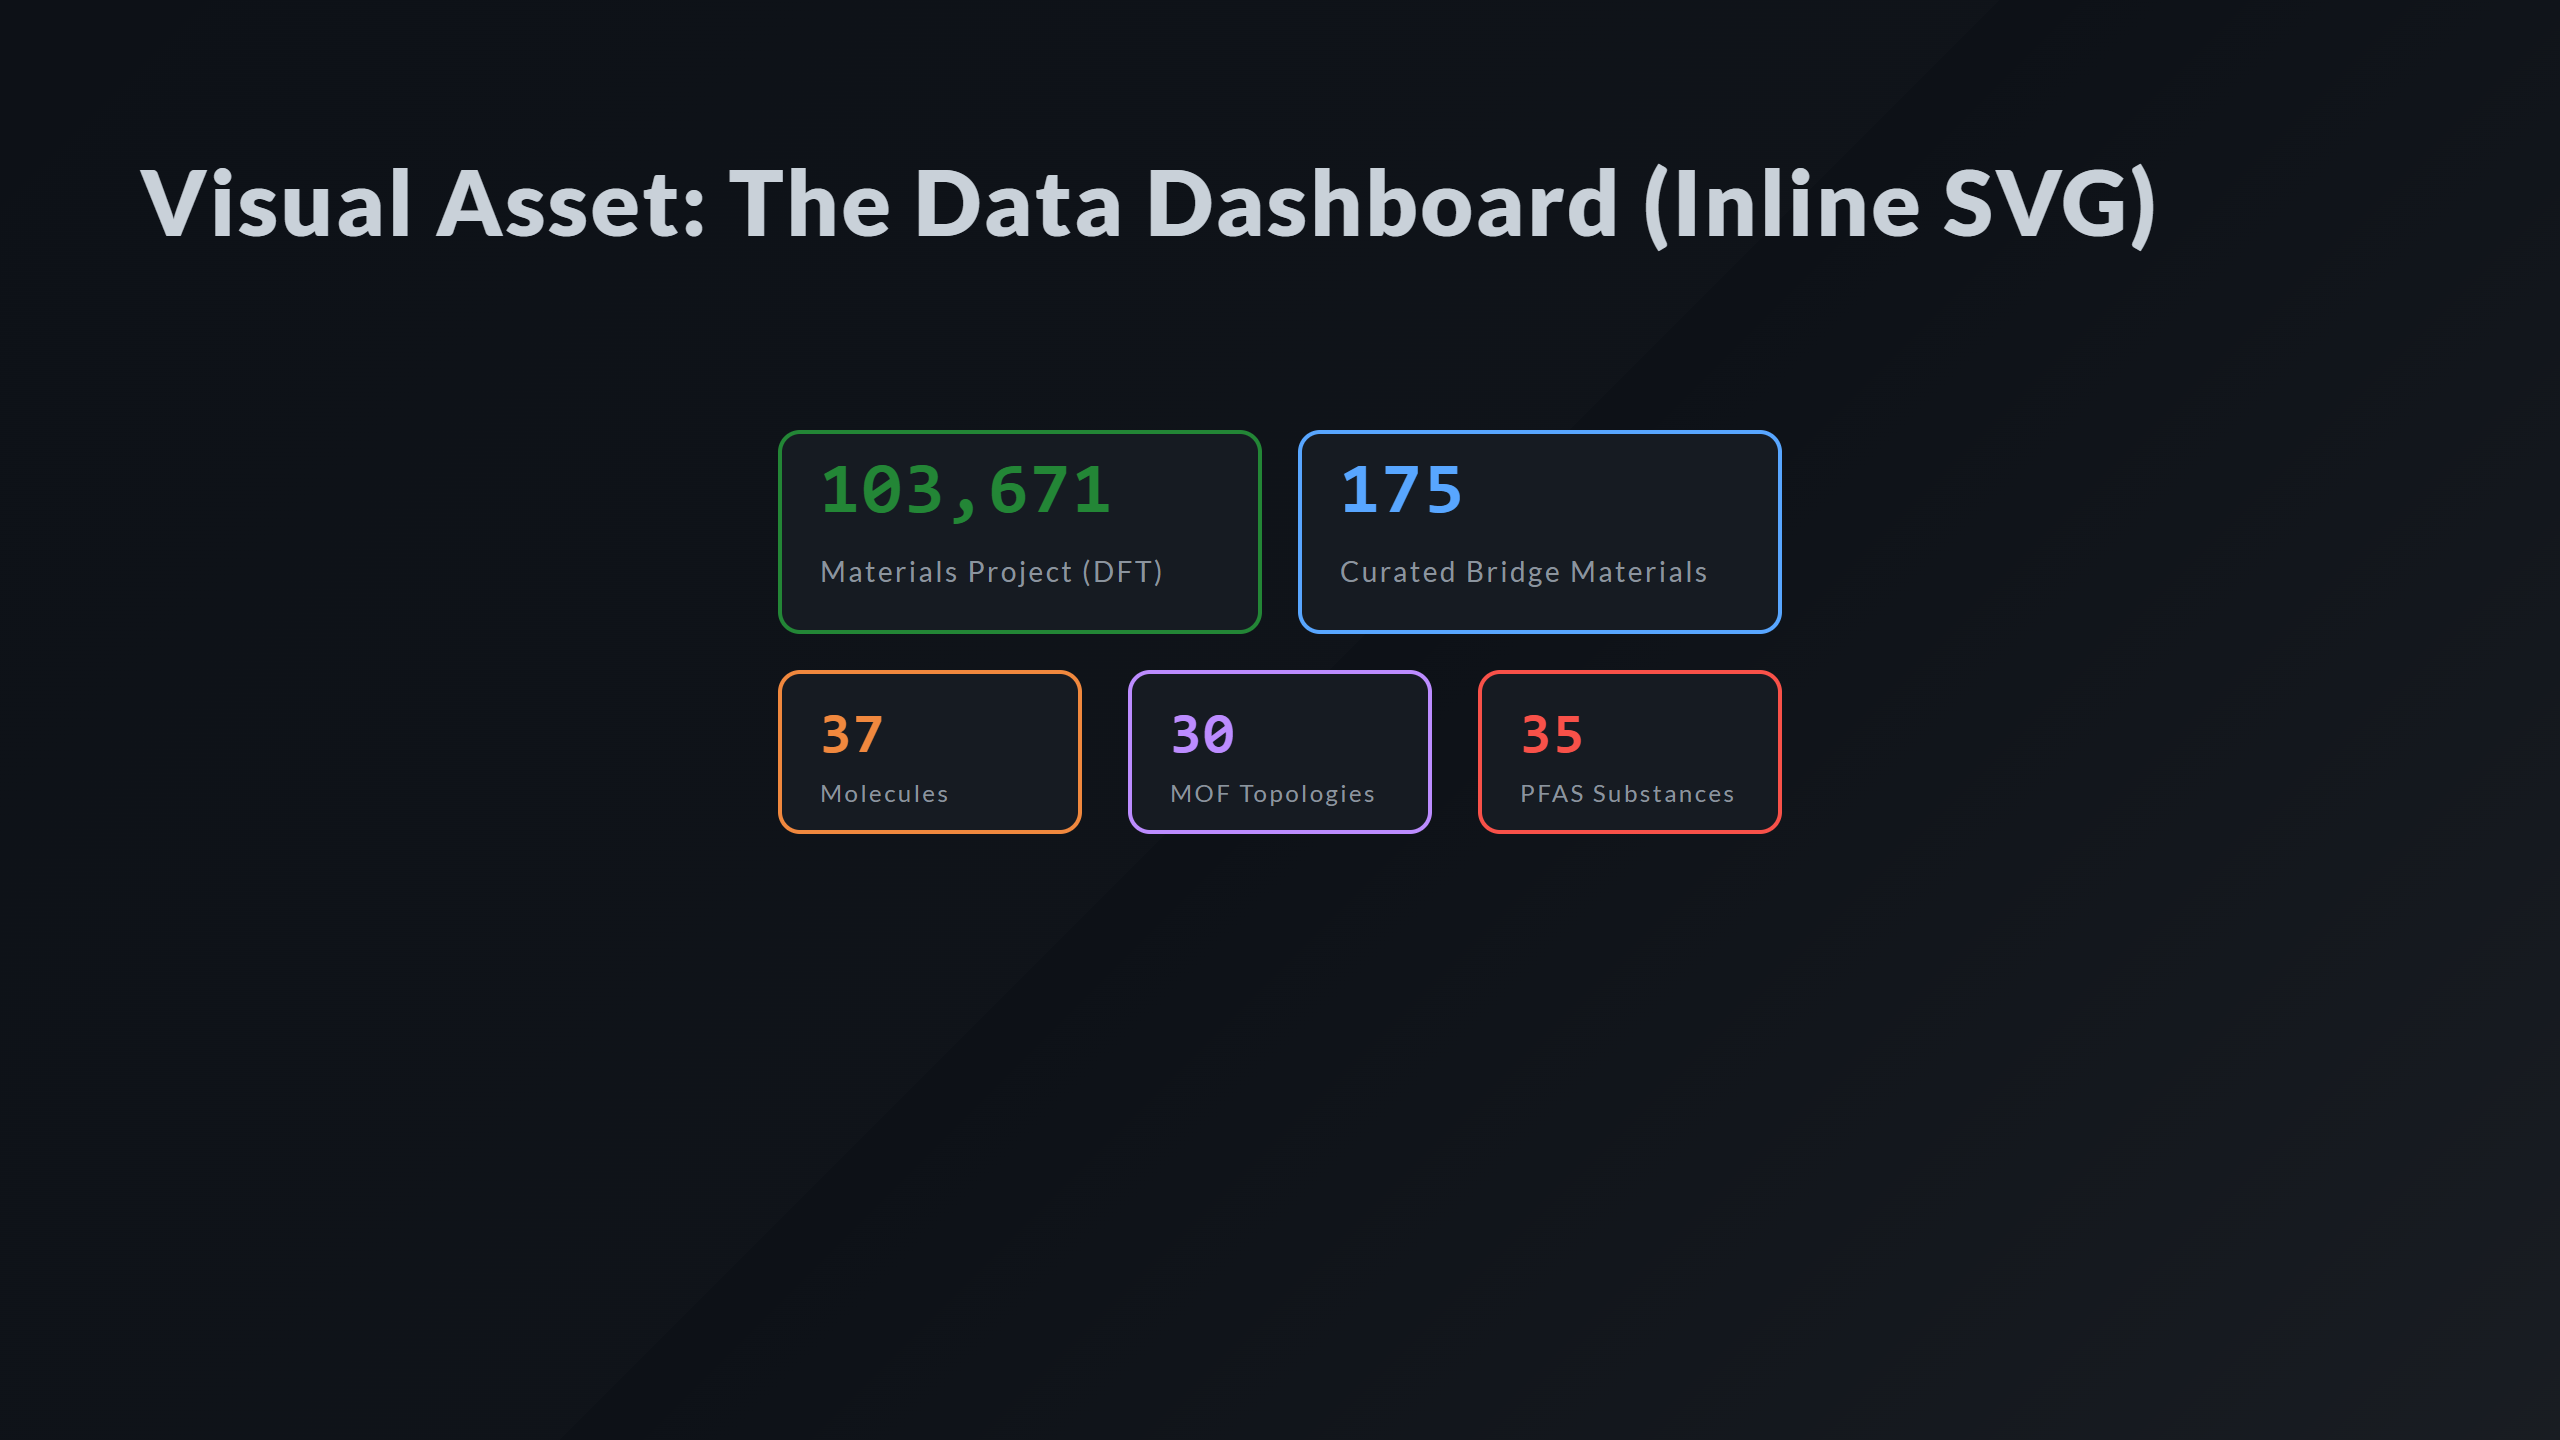 Visual Asset: The Data Dashboard (Inline SVG)
103,671
Materials Project (DFT)
175
Curated Bridge Materials
37
Molecules
30
MOF Topologies
35
PFAS Substances